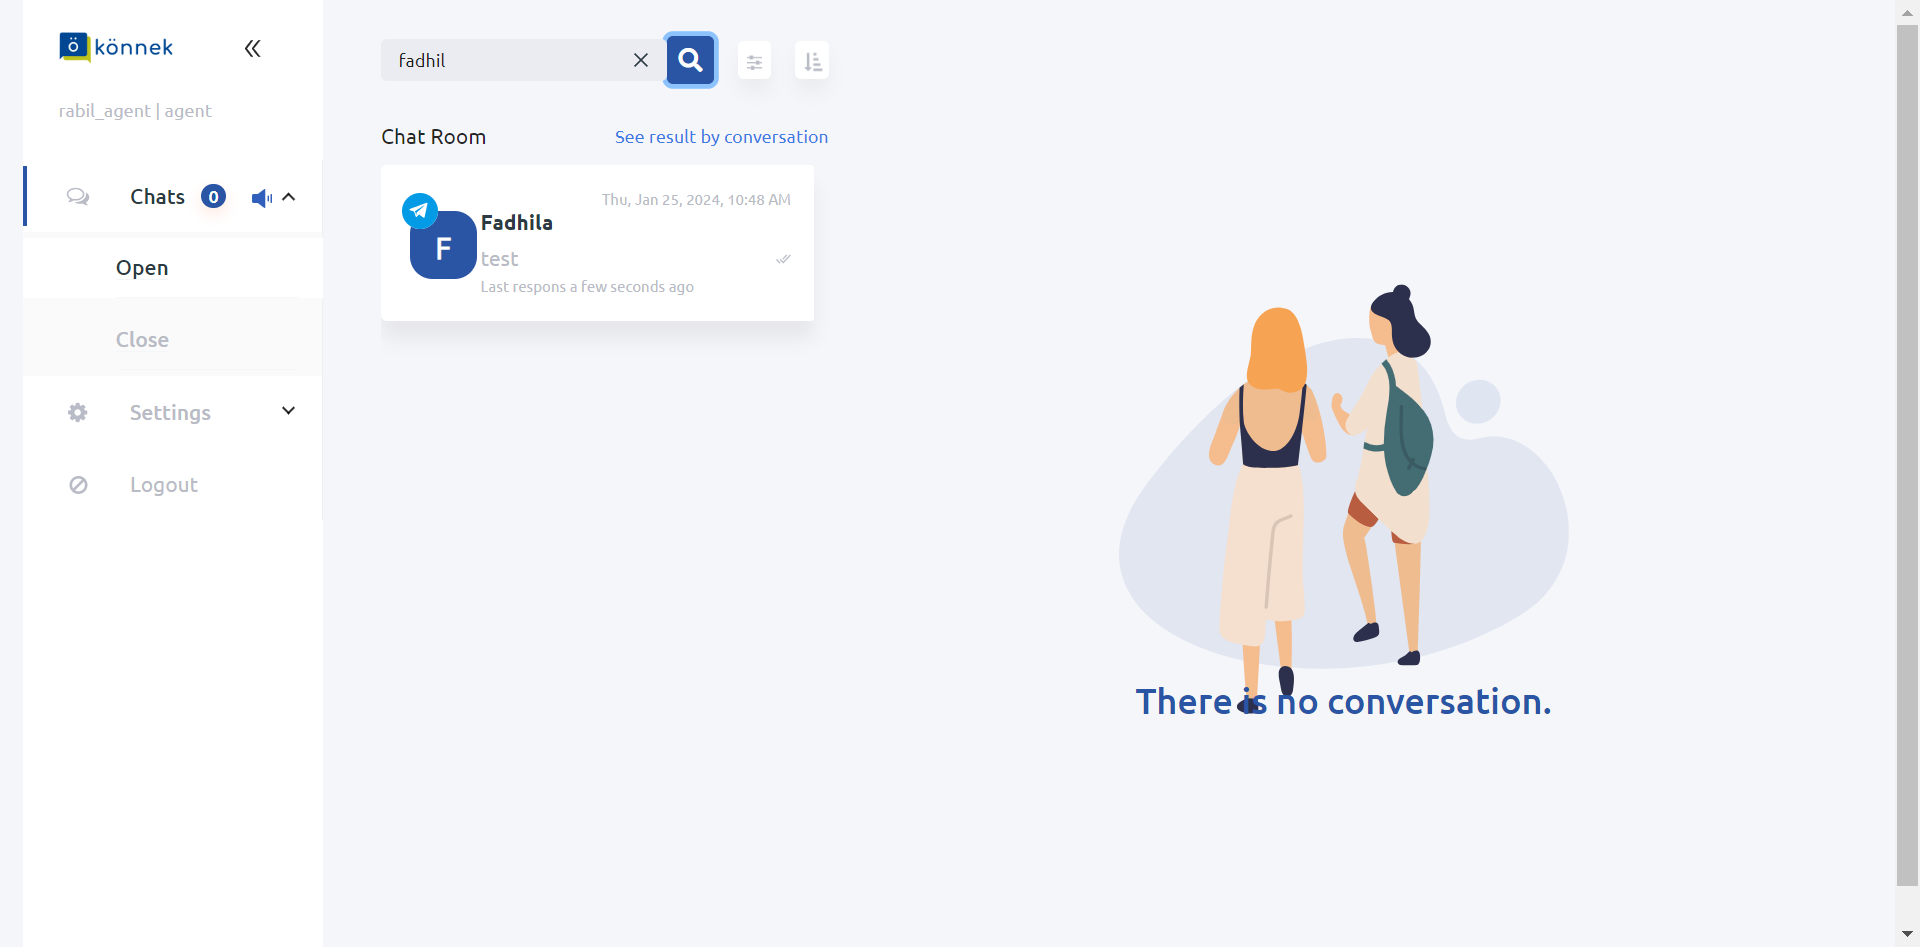 könnek
rabil_agent | agent
Chats 0
Open
Close
Settings
Logout
fadhil
Chat Room
See result by conversation
Thu, Jan 25, 2024, 10:48 AM
F
Fadhila
test
Last respons a few seconds ago
There is no conversation.